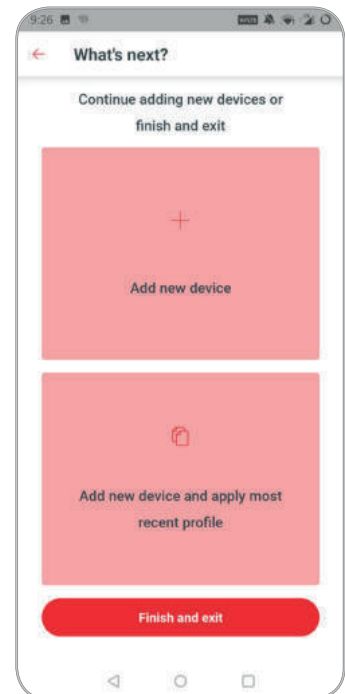 9:26
What's next?
Continue adding new devices or
finish and exit
Add new device
Add new device and apply most
recent profile
Finish and exit